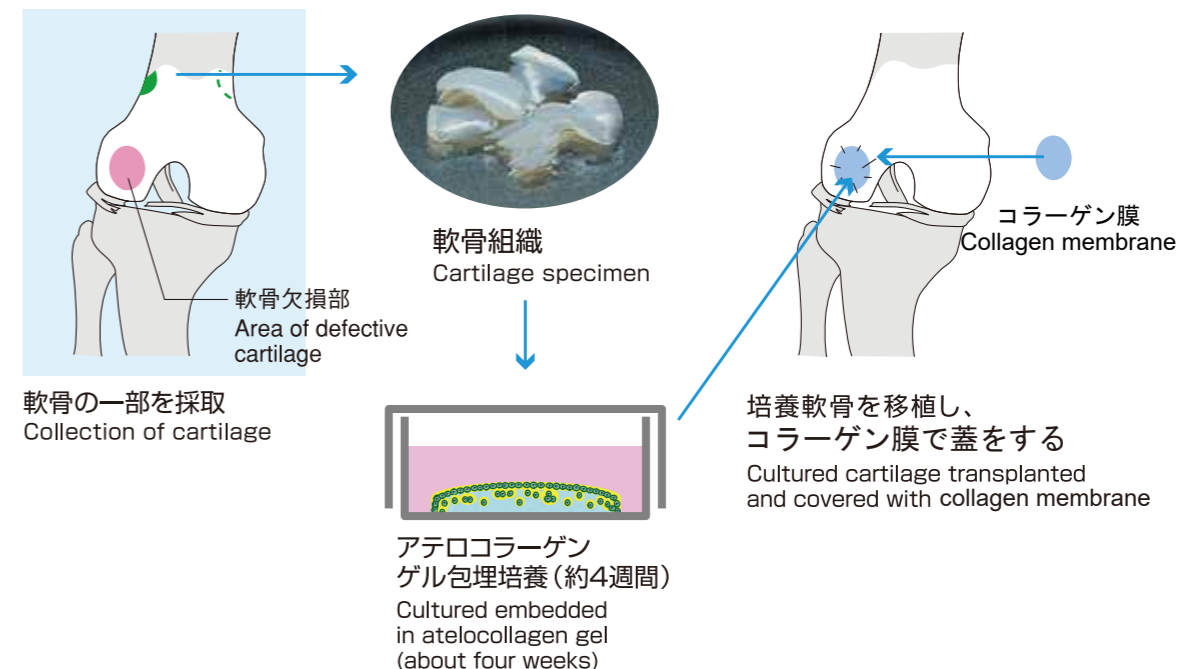 軟骨欠損部
Area of defective
cartilage
軟骨の一部を採取
Collection of cartilage
軟骨組織
Cartilage specimen
アテロコラーゲン
ゲル包埋培養(約4週間)
Cultured embedded
in atelocollagen gel
(about four weeks)
コラーゲン膜
Collagen membrane
培養軟骨を移植し、
コラーゲン膜で蓋をする
Cultured cartilage transplanted
and covered with collagen membrane